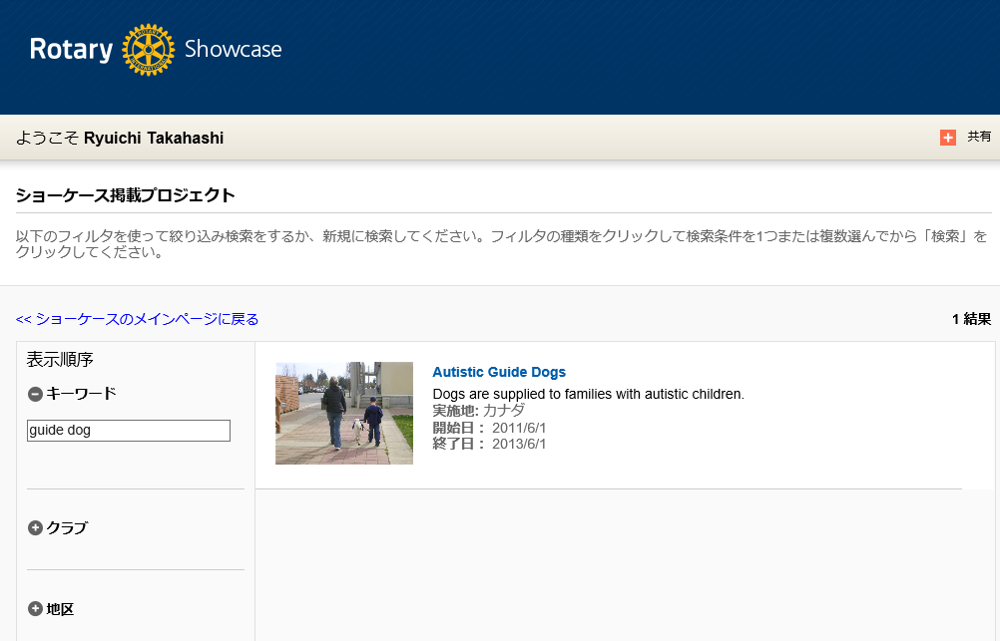 Rotary Showcase
ようこそ Ryuichi Takahashi
共有
ショーケース掲載プロジェクト
以下のフィルタを使って絞り込み検索をするか、新規に検索してください。フィルタの種類をクリックして検索条件を1つまたは複数選んでから「検索」を
クリックしてください。
<< ショーケースのメインページに戻る
1 結果
表示順序
キーワード
guide dog
クラブ
地区
Autistic Guide Dogs
Dogs are supplied to families with autistic children.
実施地: カナダ
開始日： 2011/6/1
終了日： 2013/6/1